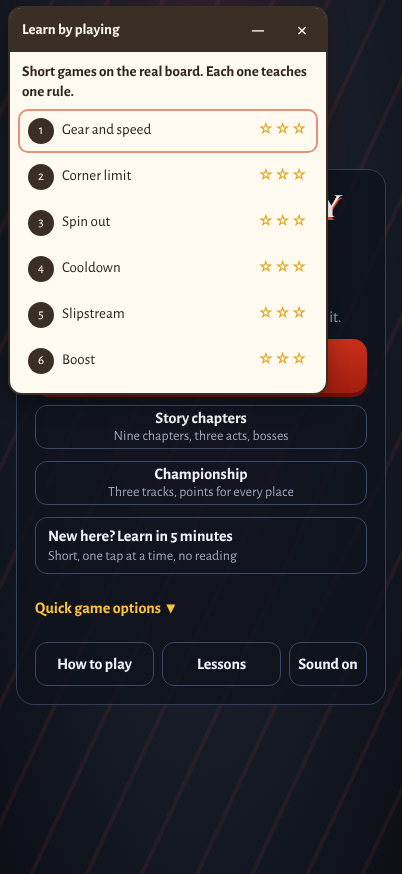 Learn by playing
Short games on the real board. Each one teaches
one rule.
1 Gear and speed
2 Corner limit
3 Spin out
4 Cooldown
5 Slipstream
6 Boost
Y
it.
Story chapters
Nine chapters, three acts, bosses
Championship
Three tracks, points for every place
New here? Learn in 5 minutes
Short, one tap at a time, no reading
Quick game options ▼
How to play
Lessons
Sound on